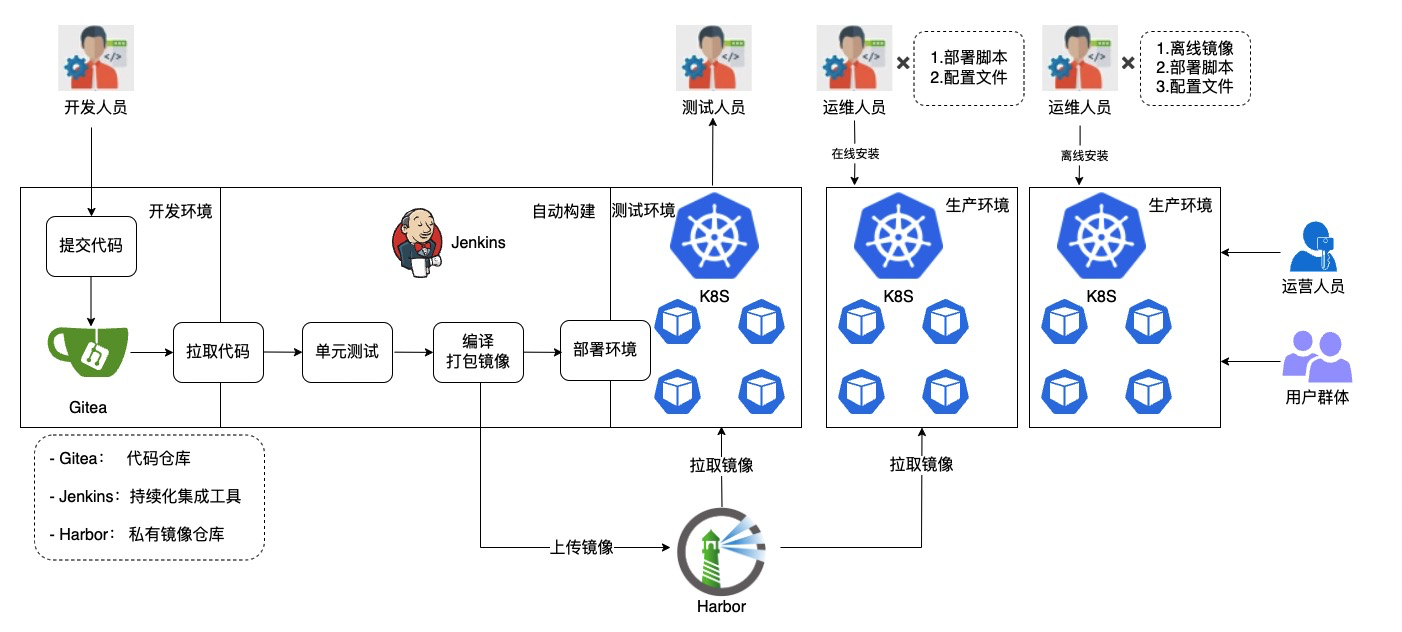 开发人员
测试人员
运维人员
1.部署脚本
2.配置文件
运维人员
1.离线镜像
2.部署脚本
3.配置文件
在线安装
离线安装
开发环境
自动构建
测试环境
生产环境
生产环境
提交代码
Jenkins
K8S
K8S
K8S
运营人员
拉取代码
单元测试
编译
打包镜像
部署环境
Gitea
用户群体
- Gitea： 代码仓库
- Jenkins：持续化集成工具
- Harbor： 私有镜像仓库
拉取镜像
拉取镜像
上传镜像
Harbor